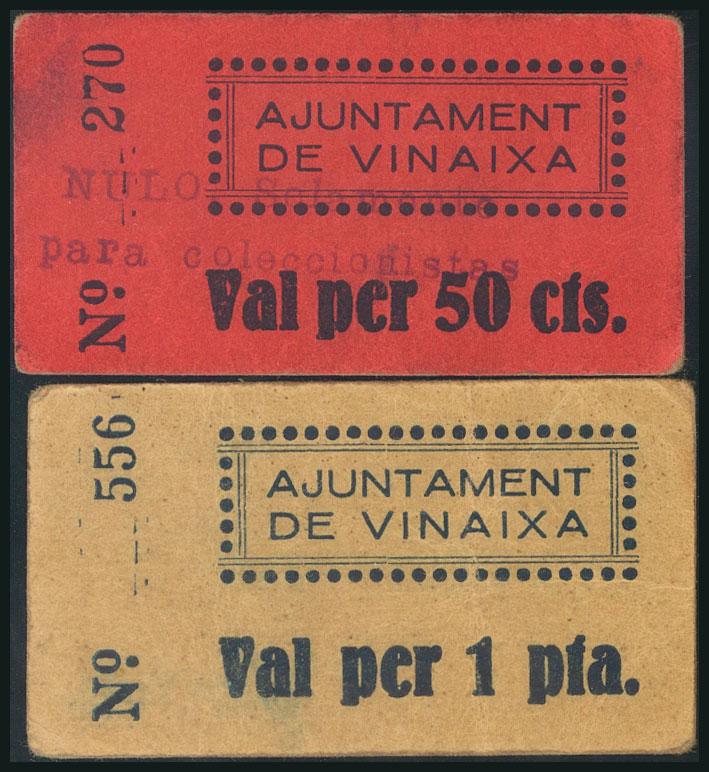 Nº 270
AJUNTAMENT
DE VINAIXA
NULO Solamente
para coleccionistas
Val per 50 cts.
Nº 556
AJUNTAMENT
DE VINAIXA
Val per 1 pta.